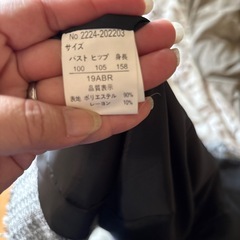 No 2224-202203
サイズ
バスト ヒップ 身長
100 105 158
19ABR
品質表示
表地 ポリエステル 90%
レーヨン 10%